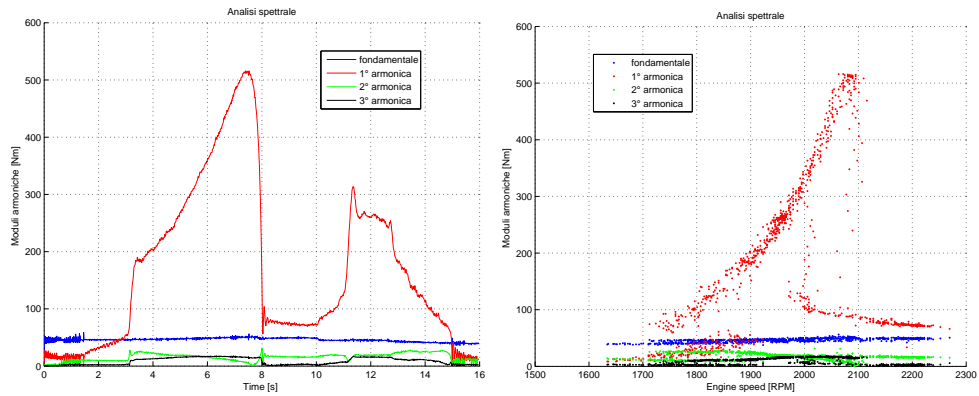 Analisi spettrale
600
500
400
300
200
100
0
0 2 4 6 8 10 12 14 16
Moduli armoniche [Nm]
Time [s]
fondamentale
1° armonica
2° armonica
3° armonica
Analisi spettrale
600
500
400
300
200
100
0
1500 1600 1700 1800 1900 2000 2100 2200 2300
Moduli armoniche [Nm]
Engine speed [RPM]
fondamentale
1° armonica
2° armonica
3° armonica